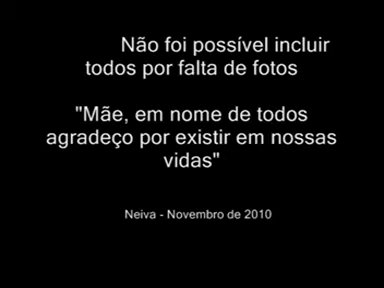 Não foi possível incluir
todos por falta de fotos
"Mãe, em nome de todos
agradeço por existir em nossas
vidas"
Neiva - Novembro de 2010